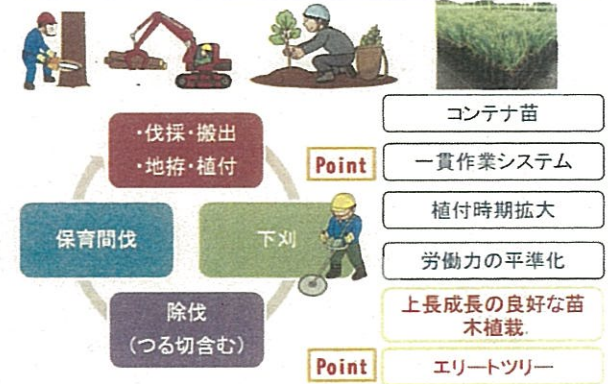 コンテナ苗
・伐採・搬出
・地拵・植付
Point
一貫作業システム
植付時期拡大
保育間伐
下刈
労働力の平準化
除伐
(つる切含む)
上長成長の良好な苗
木植栽
Point
エリートツリー